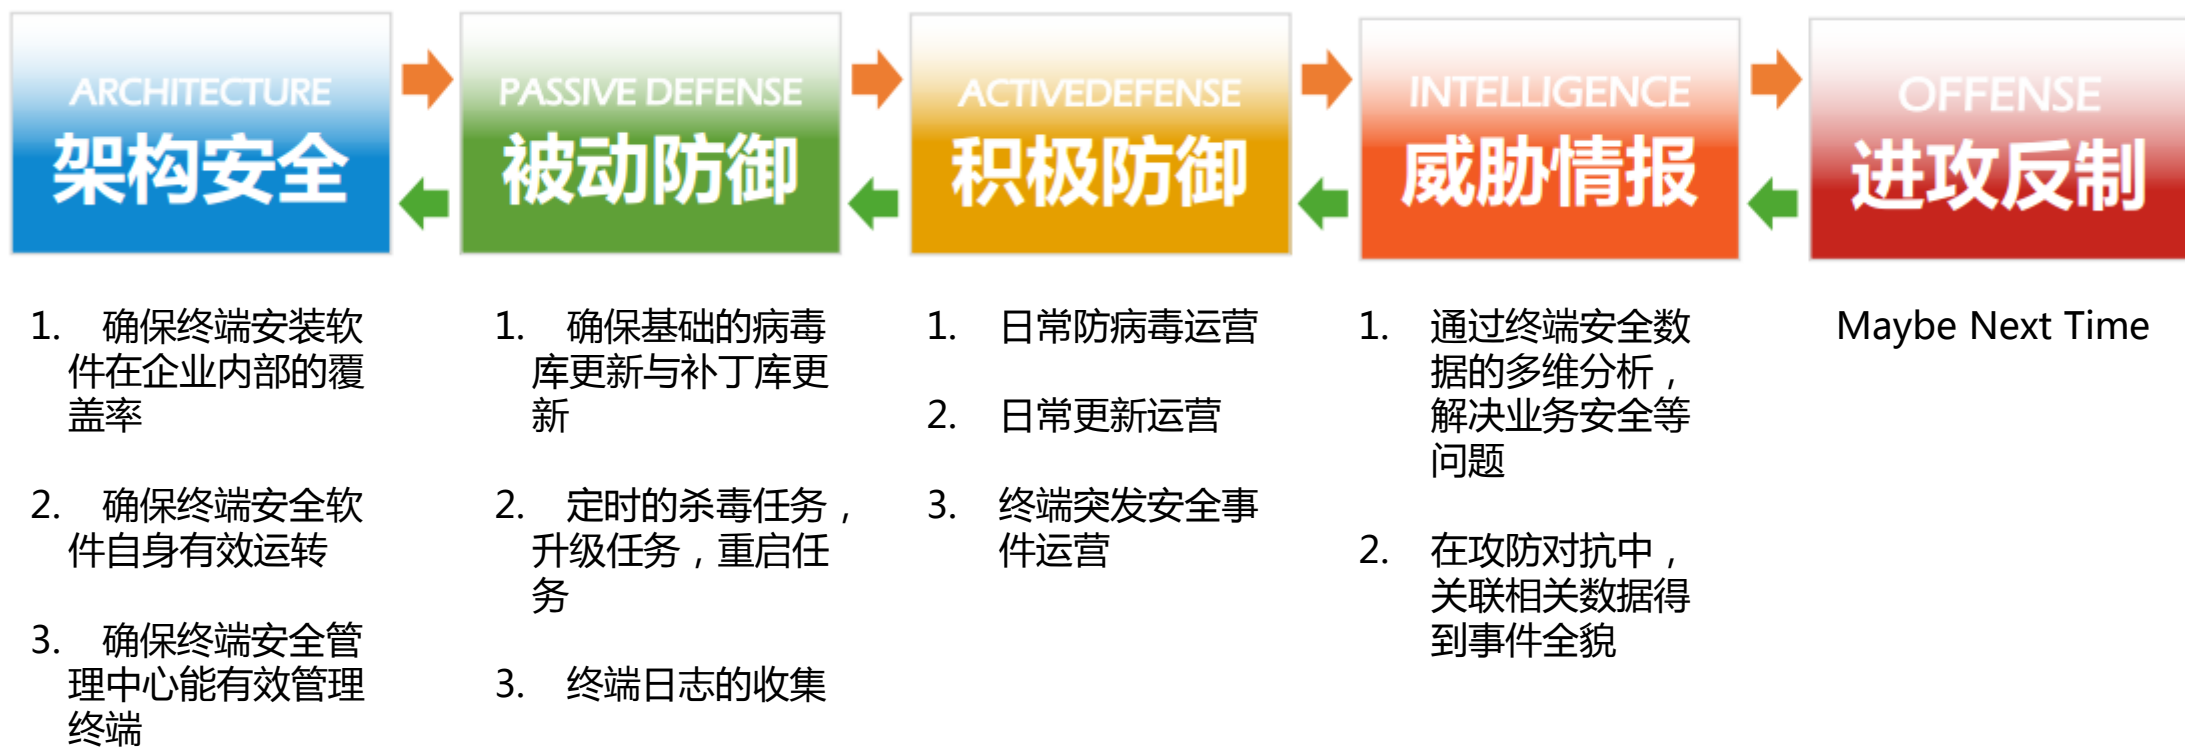 ARCHITECTURE
架构安全
1. 确保终端安装软
件在企业内部的覆
盖率
2. 确保终端安全软
件自身有效运转
3. 确保终端安全管
理中心能有效管理
终端
PASSIVE DEFENSE
被动防御
1. 确保基础的病毒
库更新与补丁库更
新
2. 定时的杀毒任务，
升级任务，重启任
务
3. 终端日志的收集
ACTIVEDEFENSE
积极防御
1. 日常防病毒运营
2. 日常更新运营
3. 终端突发安全事
件运营
INTELLIGENCE
威胁情报
1. 通过终端安全数
据的多维分析，
解决业务安全等
问题
2. 在攻防对抗中，
关联相关数据得
到事件全貌
OFFENSE
进攻反制
Maybe Next Time